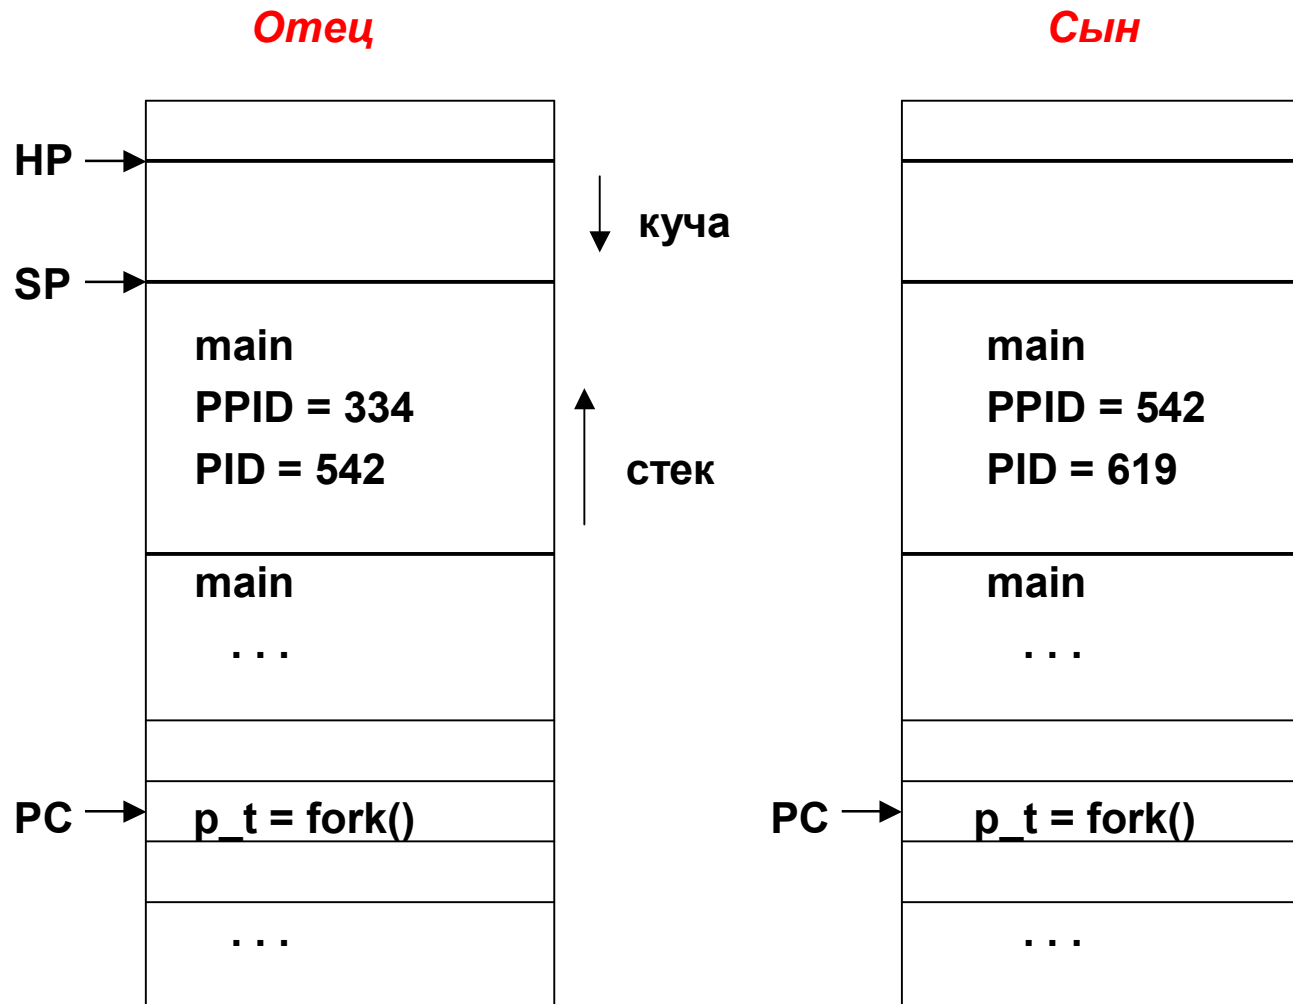 Отец
Сын
HP
куча
SP
main
PPID = 334
PID = 542
стек
main
PPID = 542
PID = 619
main
. . .
main
. . .
PC
p_t = fork()
PC
p_t = fork()
. . .
. . .